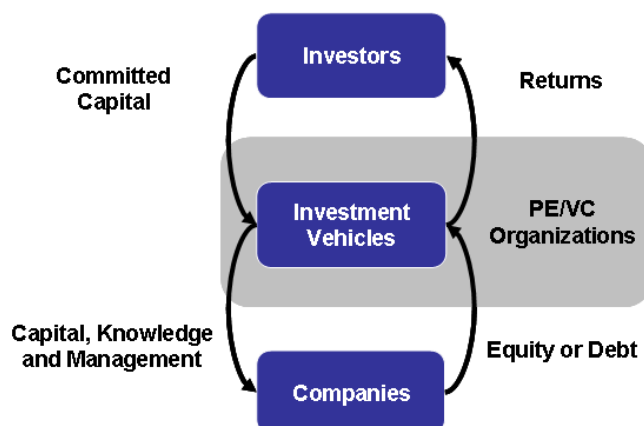 Investors
Committed
Capital
Returns
Investment
Vehicles
PE/VC
Organizations
Capital, Knowledge
and Management
Equity or Debt
Companies